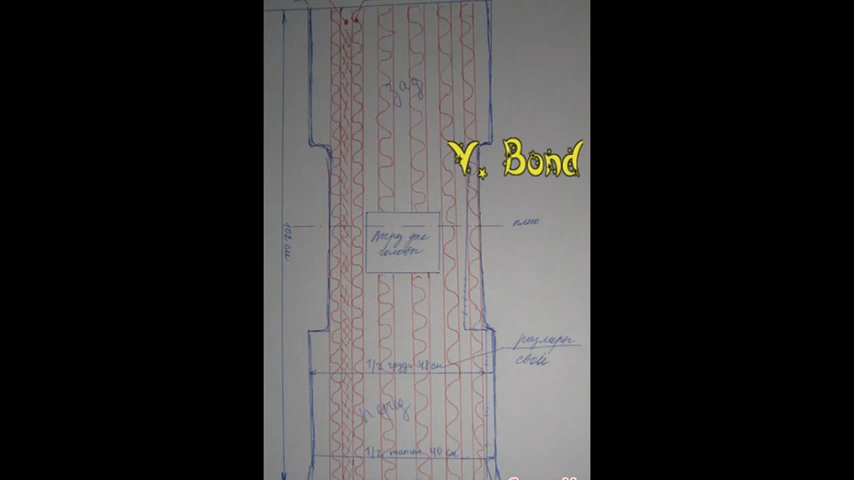 зад
V. Bond
плечо
Вырез для
головы
102 см
размеры
свои
1/2 груди 48 см
перед
1/2 талии 40 см